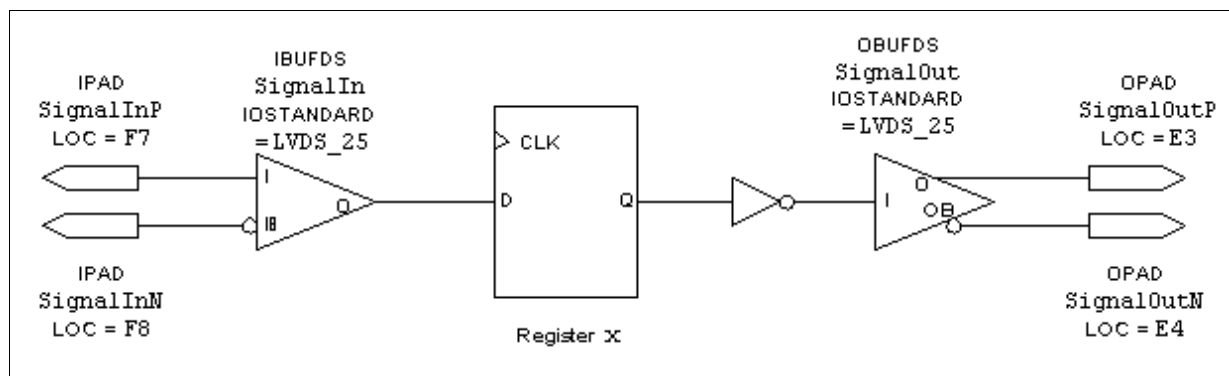 IPAD
SignalInP
LOC = F7
IBUFDS
SignalIn
IOSTANDARD
=LVDS_25
OBUFDS
SignalOut
IOSTANDARD
=LVDS_25
OPAD
SignalOutP
LOC =E3
I
IB
O
CLK
D
Q
I
O
OB
IPAD
SignalInN
LOC = F8
Register X
OPAD
SignalOutN
LOC =E4